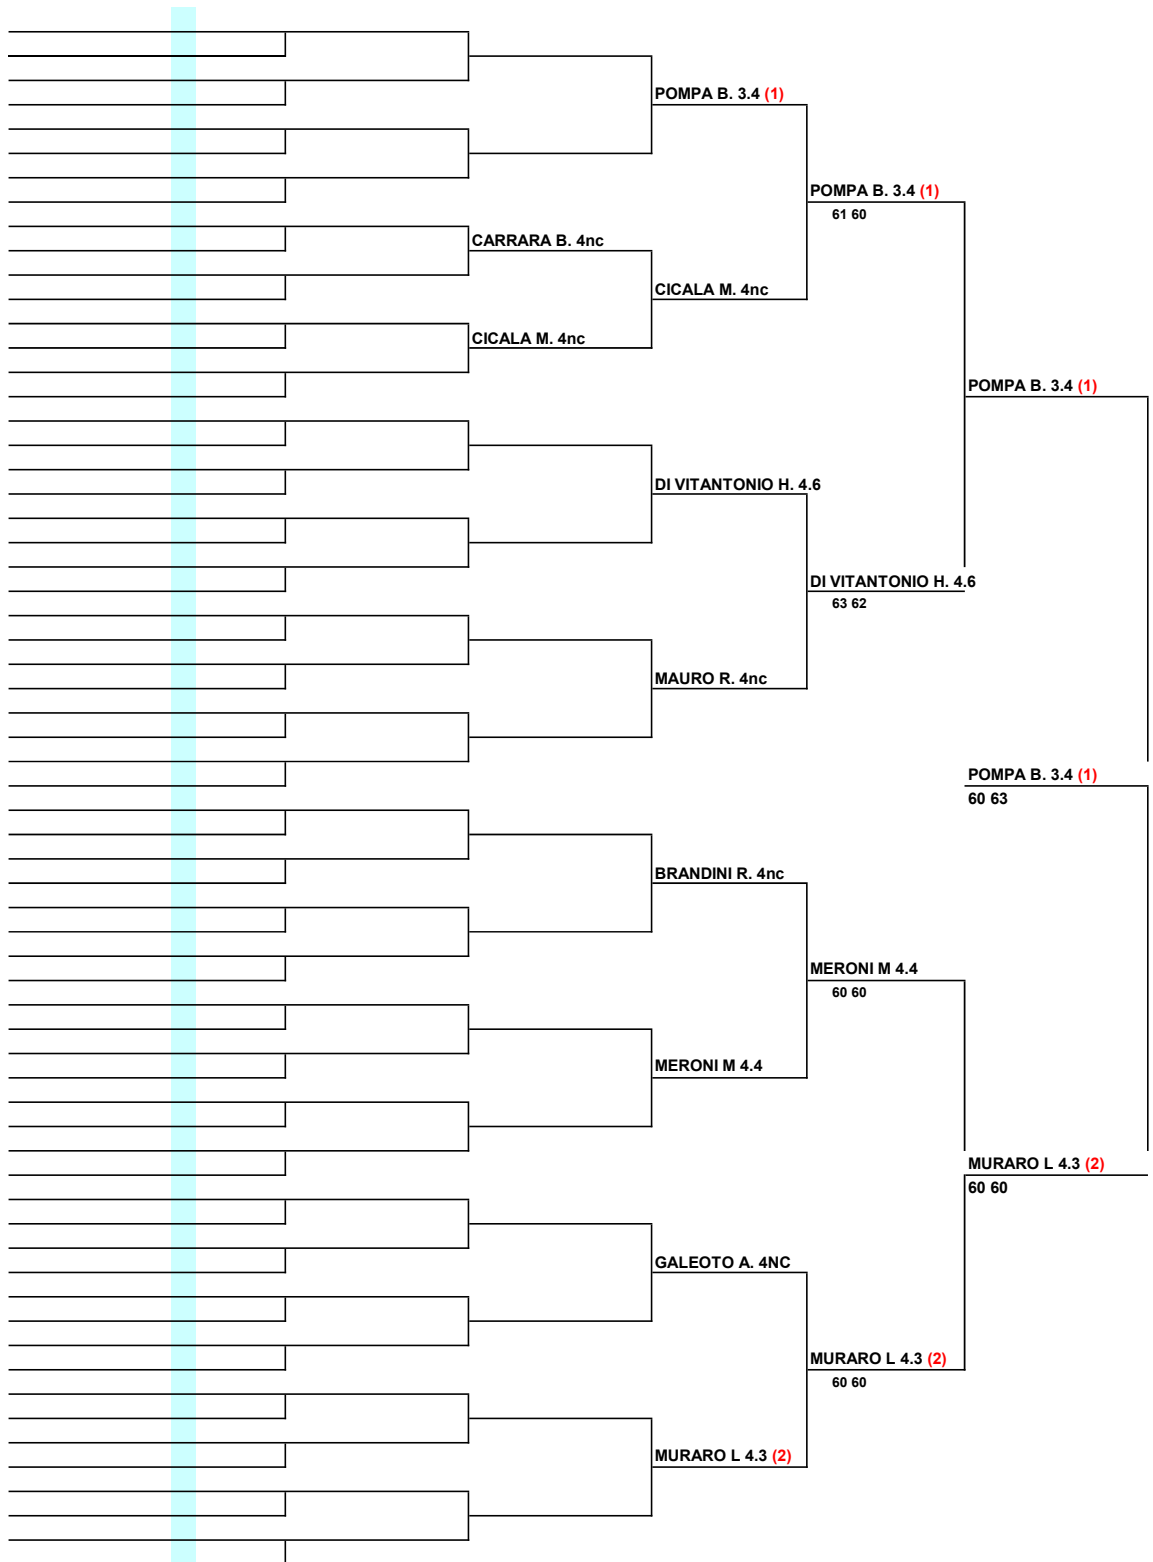 POMPA B. 3.4 (1)
POMPA B. 3.4 (1)
61 60
CARRARA B. 4nc
CICALA M. 4nc
CICALA M. 4nc
POMPA B. 3.4 (1)
DI VITANTONIO H. 4.6
DI VITANTONIO H. 4.6
63 62
MAURO R. 4nc
POMPA B. 3.4 (1)
60 63
BRANDINI R. 4nc
MERONI M 4.4
60 60
MERONI M 4.4
MURARO L 4.3 (2)
60 60
GALEOTO A. 4NC
MURARO L 4.3 (2)
60 60
MURARO L 4.3 (2)